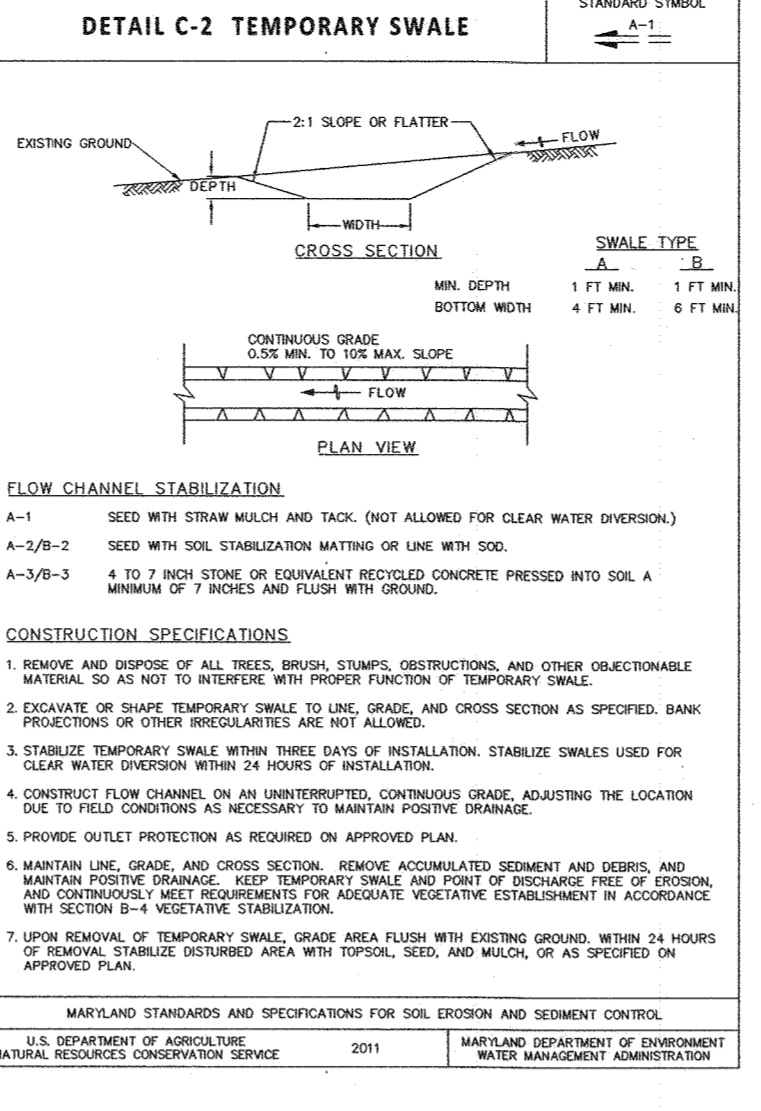 STANDARD SYMBOL
DETAIL C-2 TEMPORARY SWALE
A-1
2:1 SLOPE OR FLATTER
FLOW
EXISTING GROUND
DEPTH
WIDTH
CROSS SECTION
SWALE TYPE
A B
MIN. DEPTH 1 FT MIN. 1 FT MIN.
BOTTOM WIDTH 4 FT MIN. 6 FT MIN.
CONTINUOUS GRADE
0.5% MIN. TO 10% MAX. SLOPE
FLOW
PLAN VIEW
FLOW CHANNEL STABILIZATION
A-1 SEED WITH STRAW MULCH AND TACK. (NOT ALLOWED FOR CLEAR WATER DIVERSION.)
A-2/B-2 SEED WITH SOIL STABILIZATION MATTING OR LINE WITH SOD.
A-3/B-3 4 TO 7 INCH STONE OR EQUIVALENT RECYCLED CONCRETE PRESSED INTO SOIL A
MINIMUM OF 7 INCHES AND FLUSH WITH GROUND.
CONSTRUCTION SPECIFICATIONS
1. REMOVE AND DISPOSE OF ALL TREES, BRUSH, STUMPS, OBSTRUCTIONS, AND OTHER OBJECTIONABLE
MATERIAL SO AS NOT TO INTERFERE WITH PROPER FUNCTION OF TEMPORARY SWALE.
2. EXCAVATE OR SHAPE TEMPORARY SWALE TO LINE, GRADE, AND CROSS SECTION AS SPECIFIED. BANK
PROJECTIONS OR OTHER IRREGULARITIES ARE NOT ALLOWED.
3. STABILIZE TEMPORARY SWALE WITHIN THREE DAYS OF INSTALLATION. STABILIZE SWALES USED FOR
CLEAR WATER DIVERSION WITHIN 24 HOURS OF INSTALLATION.
4. CONSTRUCT FLOW CHANNEL ON AN UNINTERRUPTED, CONTINUOUS GRADE, ADJUSTING THE LOCATION
DUE TO FIELD CONDITIONS AS NECESSARY TO MAINTAIN POSITIVE DRAINAGE.
5. PROVIDE OUTLET PROTECTION AS REQUIRED ON APPROVED PLAN.
6. MAINTAIN LINE, GRADE, AND CROSS SECTION. REMOVE ACCUMULATED SEDIMENT AND DEBRIS, AND
MAINTAIN POSITIVE DRAINAGE. KEEP TEMPORARY SWALE AND POINT OF DISCHARGE FREE OF EROSION,
AND CONTINUOUSLY MEET REQUIREMENTS FOR ADEQUATE VEGETATIVE ESTABLISHMENT IN ACCORDANCE
WITH SECTION B-4 VEGETATIVE STABILIZATION.
7. UPON REMOVAL OF TEMPORARY SWALE, GRADE AREA FLUSH WITH EXISTING GROUND. WITHIN 24 HOURS
OF REMOVAL STABILIZE DISTURBED AREA WITH TOPSOIL, SEED, AND MULCH, OR AS SPECIFIED ON
APPROVED PLAN.
MARYLAND STANDARDS AND SPECIFICATIONS FOR SOIL EROSION AND SEDIMENT CONTROL
U.S. DEPARTMENT OF AGRICULTURE
NATURAL RESOURCES CONSERVATION SERVICE
2011
MARYLAND DEPARTMENT OF ENVIRONMENT
WATER MANAGEMENT ADMINISTRATION